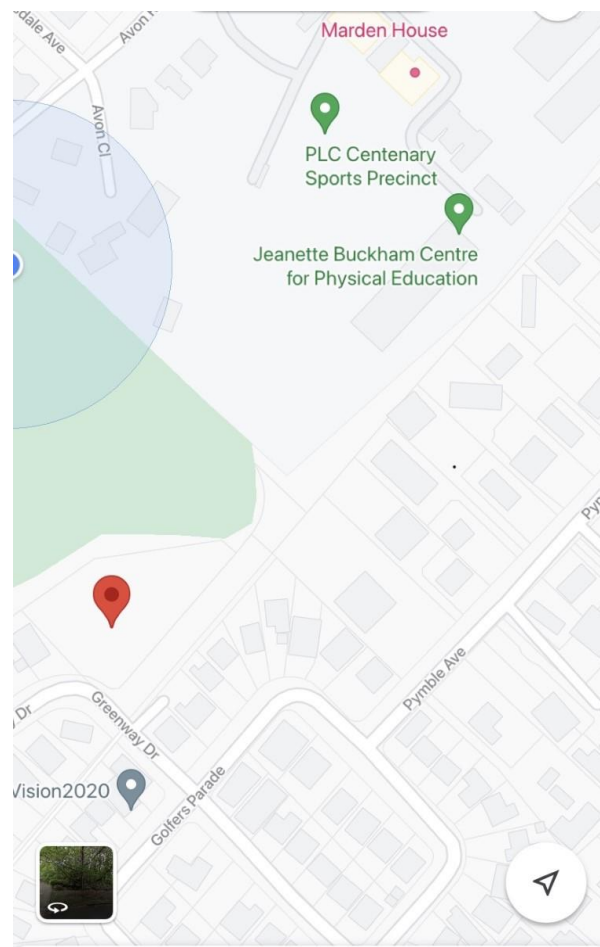 Marden House
Avon Cl
PLC Centenary
Sports Precinct
Jeanette Buckham Centre
for Physical Education
Pymble Ave
Greenway Dr
Dr
Vision2020
Golfers Parade